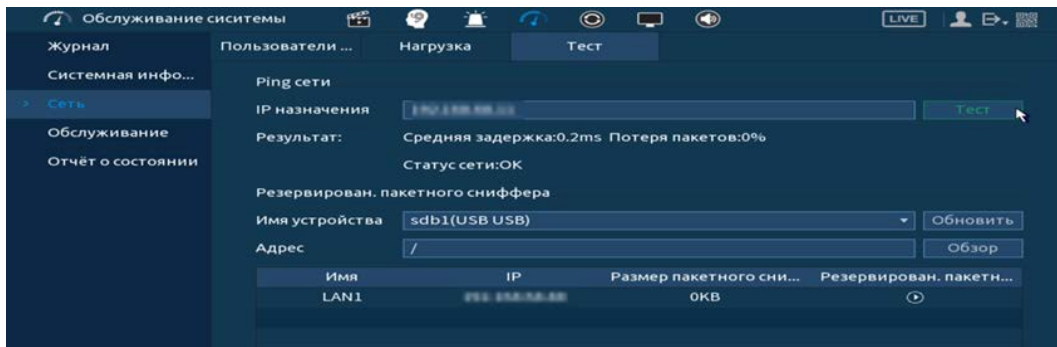 Обслуживание сиситемы LIVE
Журнал Пользователи ... Нагрузка Тест
Системная инфо...
Ping сети
> Сеть
IP назначения Тест
Обслуживание
Результат: Средняя задержка:0.2ms Потеря пакетов:0%
Отчёт о состоянии
Статус сети:OK
Резервирован. пакетного сниффера
Имя устройства sdb1(USB USB) Обновить
Адрес / Обзор
Имя IP Размер пакетного сни... Резервирован. пакетн...
LAN1 0KB